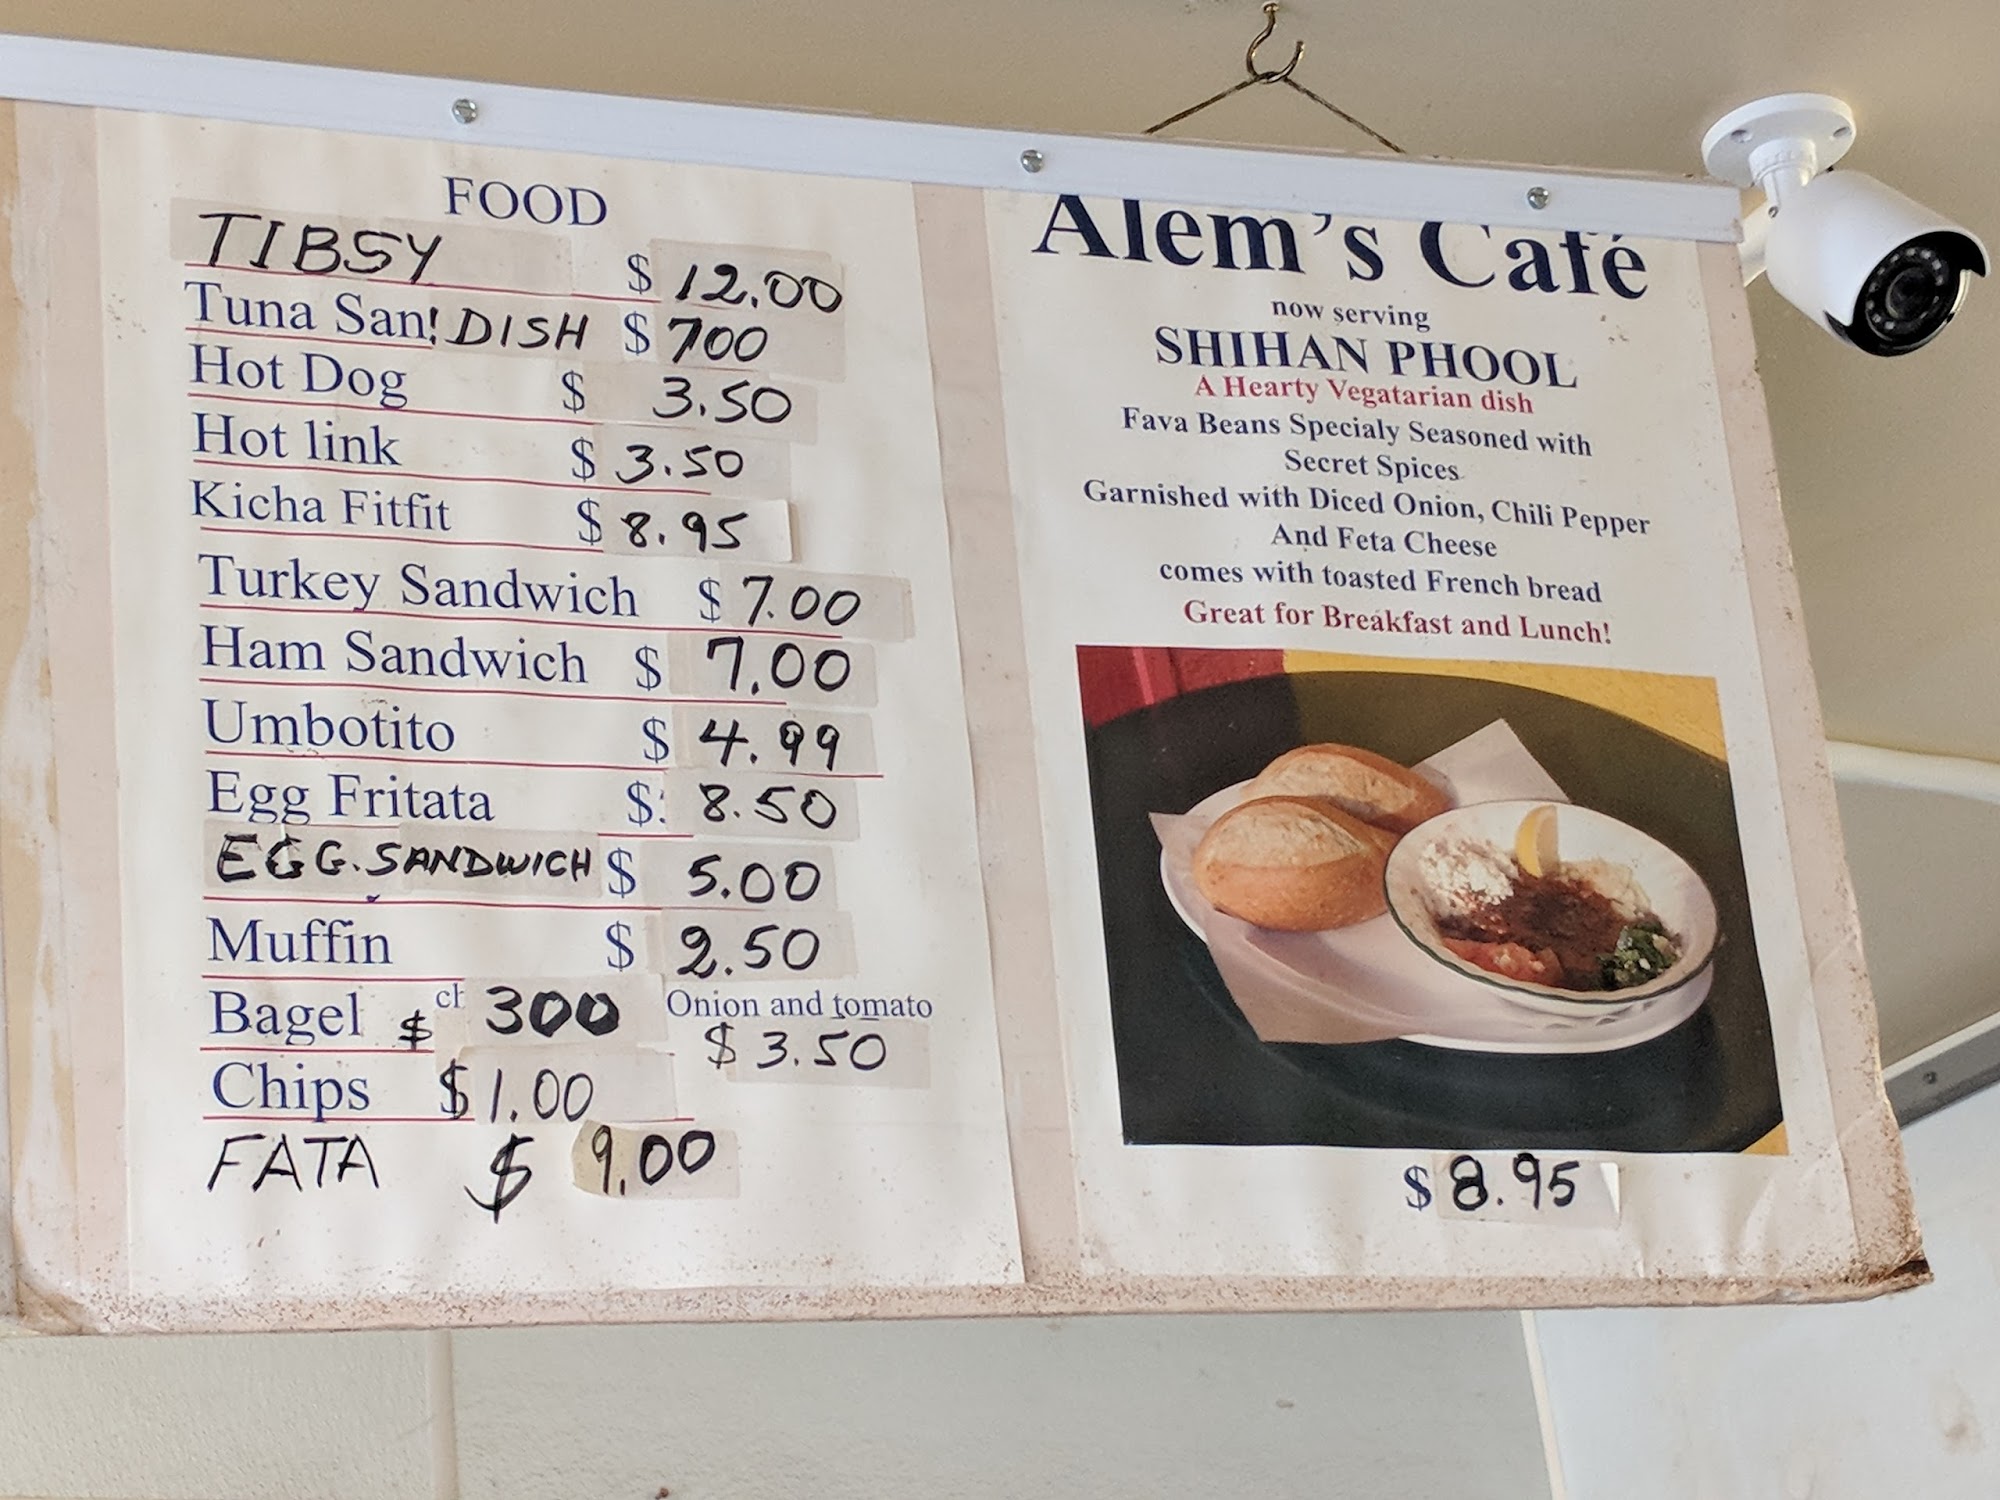 FOOD
TIBSY $ 12.00
Tuna San! DISH $ 700
Hot Dog $ 3.50
Hot link $ 3.50
Kicha Fitfit $ 8.95
Turkey Sandwich $ 7.00
Ham Sandwich $ 7.00
Umbotito $ 4.99
Egg Fritata $: 8.50
EGG. SANDWICH $ 5.00
Muffin $ 2.50
Bagel $ 300 Onion and tomato
$ 3.50
Chips $ 1.00
FATA $ 9.00
Alem's Café
now serving
SHIHAN PHOOL
A Hearty Vegatarian dish
Fava Beans Specialy Seasoned with
Secret Spices
Garnished with Diced Onion, Chili Pepper
And Feta Cheese
comes with toasted French bread
Great for Breakfast and Lunch!
$ 8.95